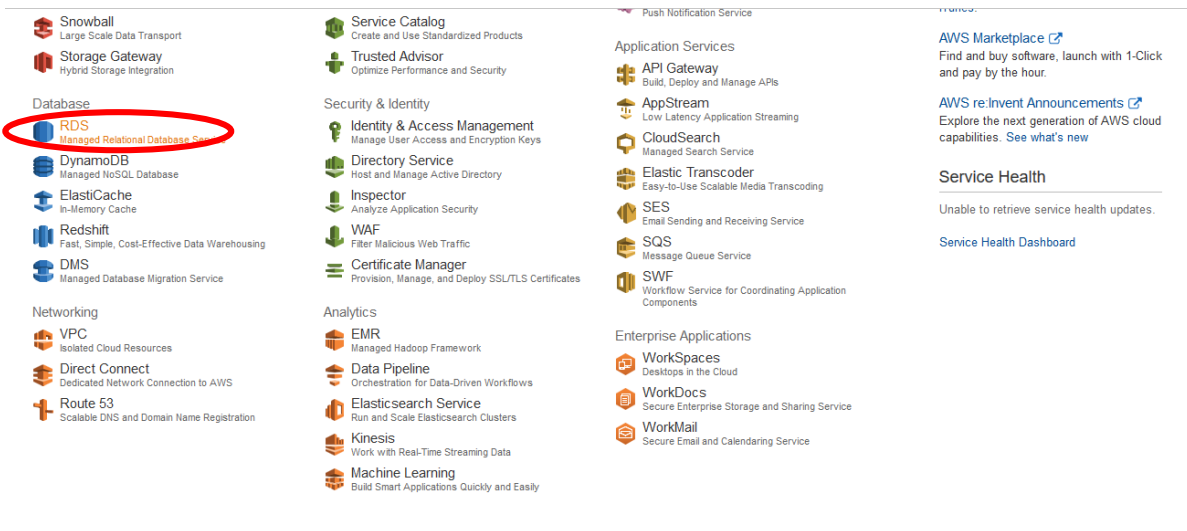 Snowball
Large Scale Data Transport
Storage Gateway
Hybrid Storage Integration
Database
RDS
Managed Relational Database Service
DynamoDB
Managed NoSQL Database
ElastiCache
In-Memory Cache
Redshift
Fast, Simple, Cost-Effective Data Warehousing
DMS
Managed Database Migration Service
Networking
VPC
Isolated Cloud Resources
Direct Connect
Dedicated Network Connection to AWS
Route 53
Scalable DNS and Domain Name Registration
Service Catalog
Create and Use Standardized Products
Trusted Advisor
Optimize Performance and Security
Security & Identity
Identity & Access Management
Manage User Access and Encryption Keys
Directory Service
Host and Manage Active Directory
Inspector
Analyze Application Security
WAF
Filter Malicious Web Traffic
Certificate Manager
Provision, Manage, and Deploy SSL/TLS Certificates
Analytics
EMR
Managed Hadoop Framework
Data Pipeline
Orchestration for Data-Driven Workflows
Elasticsearch Service
Run and Scale Elasticsearch Clusters
Kinesis
Work with Real-Time Streaming Data
Machine Learning
Build Smart Applications Quickly and Easily
Push Notification Service
Application Services
API Gateway
Build, Deploy and Manage APIs
AppStream
Low Latency Application Streaming
CloudSearch
Managed Search Service
Elastic Transcoder
Easy-to-Use Scalable Media Transcoding
SES
Email Sending and Receiving Service
SQS
Message Queue Service
SWF
Workflow Service for Coordinating Application
Components
Enterprise Applications
WorkSpaces
Desktops in the Cloud
WorkDocs
Secure Enterprise Storage and Sharing Service
WorkMail
Secure Email and Calendaring Service
AWS Marketplace
Find and buy software, launch with 1-Click
and pay by the hour.
AWS re:Invent Announcements
Explore the next generation of AWS cloud
capabilities. See what's new
Service Health
Unable to retrieve service health updates.
Service Health Dashboard